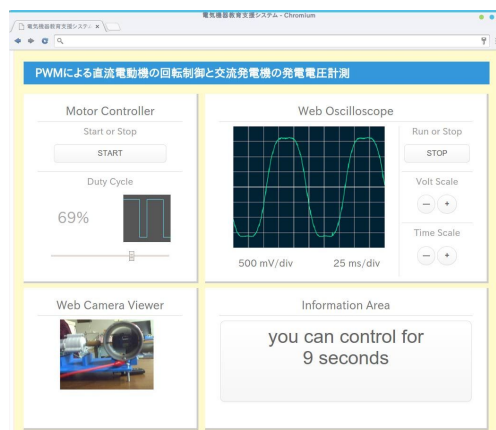 電気機器教育支援システム - Chromium
電気機器教育支援システム ×
PWMによる直流電動機の回転制御と交流発電機の発電電圧計測
Motor Controller
Start or Stop
START
Duty Cycle
69%
Web Oscilloscope
500 mV/div
25 ms/div
Run or Stop
STOP
Volt Scale
— +
Time Scale
— +
Web Camera Viewer
Information Area
you can control for
9 seconds